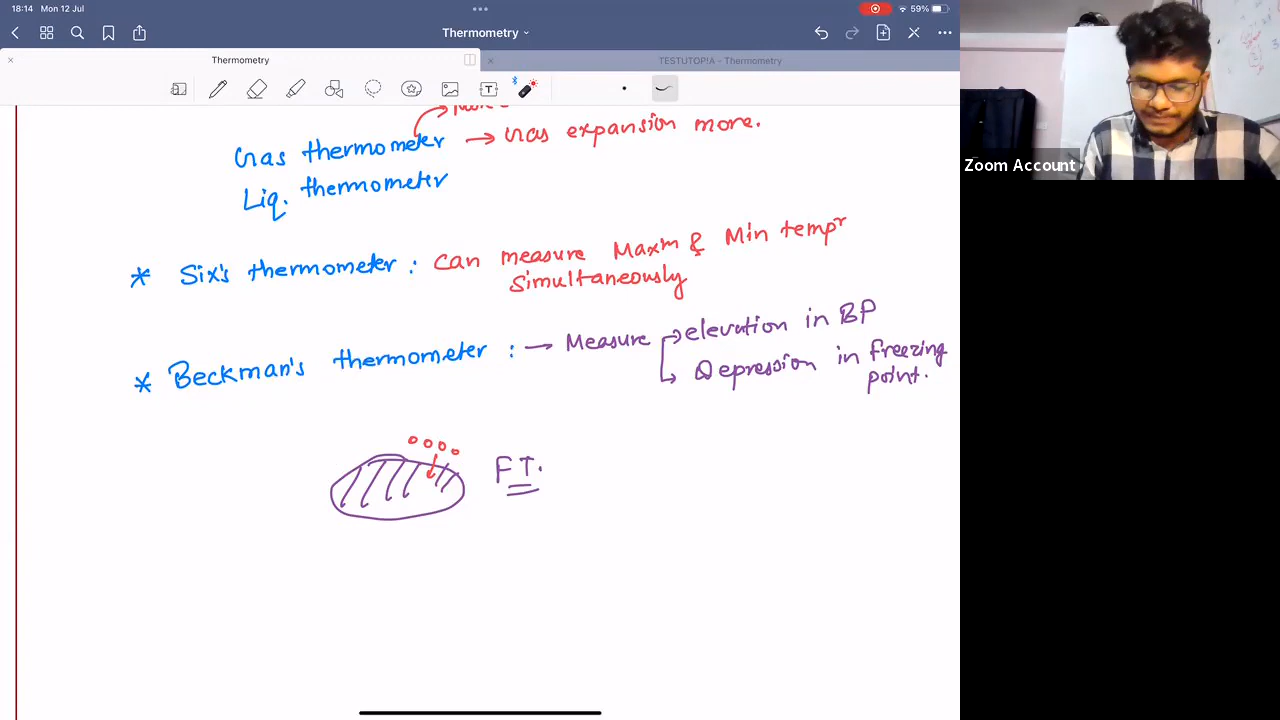 18:14 Mon 12 Jul
59%
Thermometry
Thermometry
TESTUTOP!A - Thermometry
T
Zoom Account
Gas thermometer → Gas expansion more.
Liq. thermometer
* Six's thermometer : can measure Maxm & Min tempr
Simultaneously
* Beckman's thermometer : → Measure → elevation in BP
→ Depression in freezing
point.
F T.